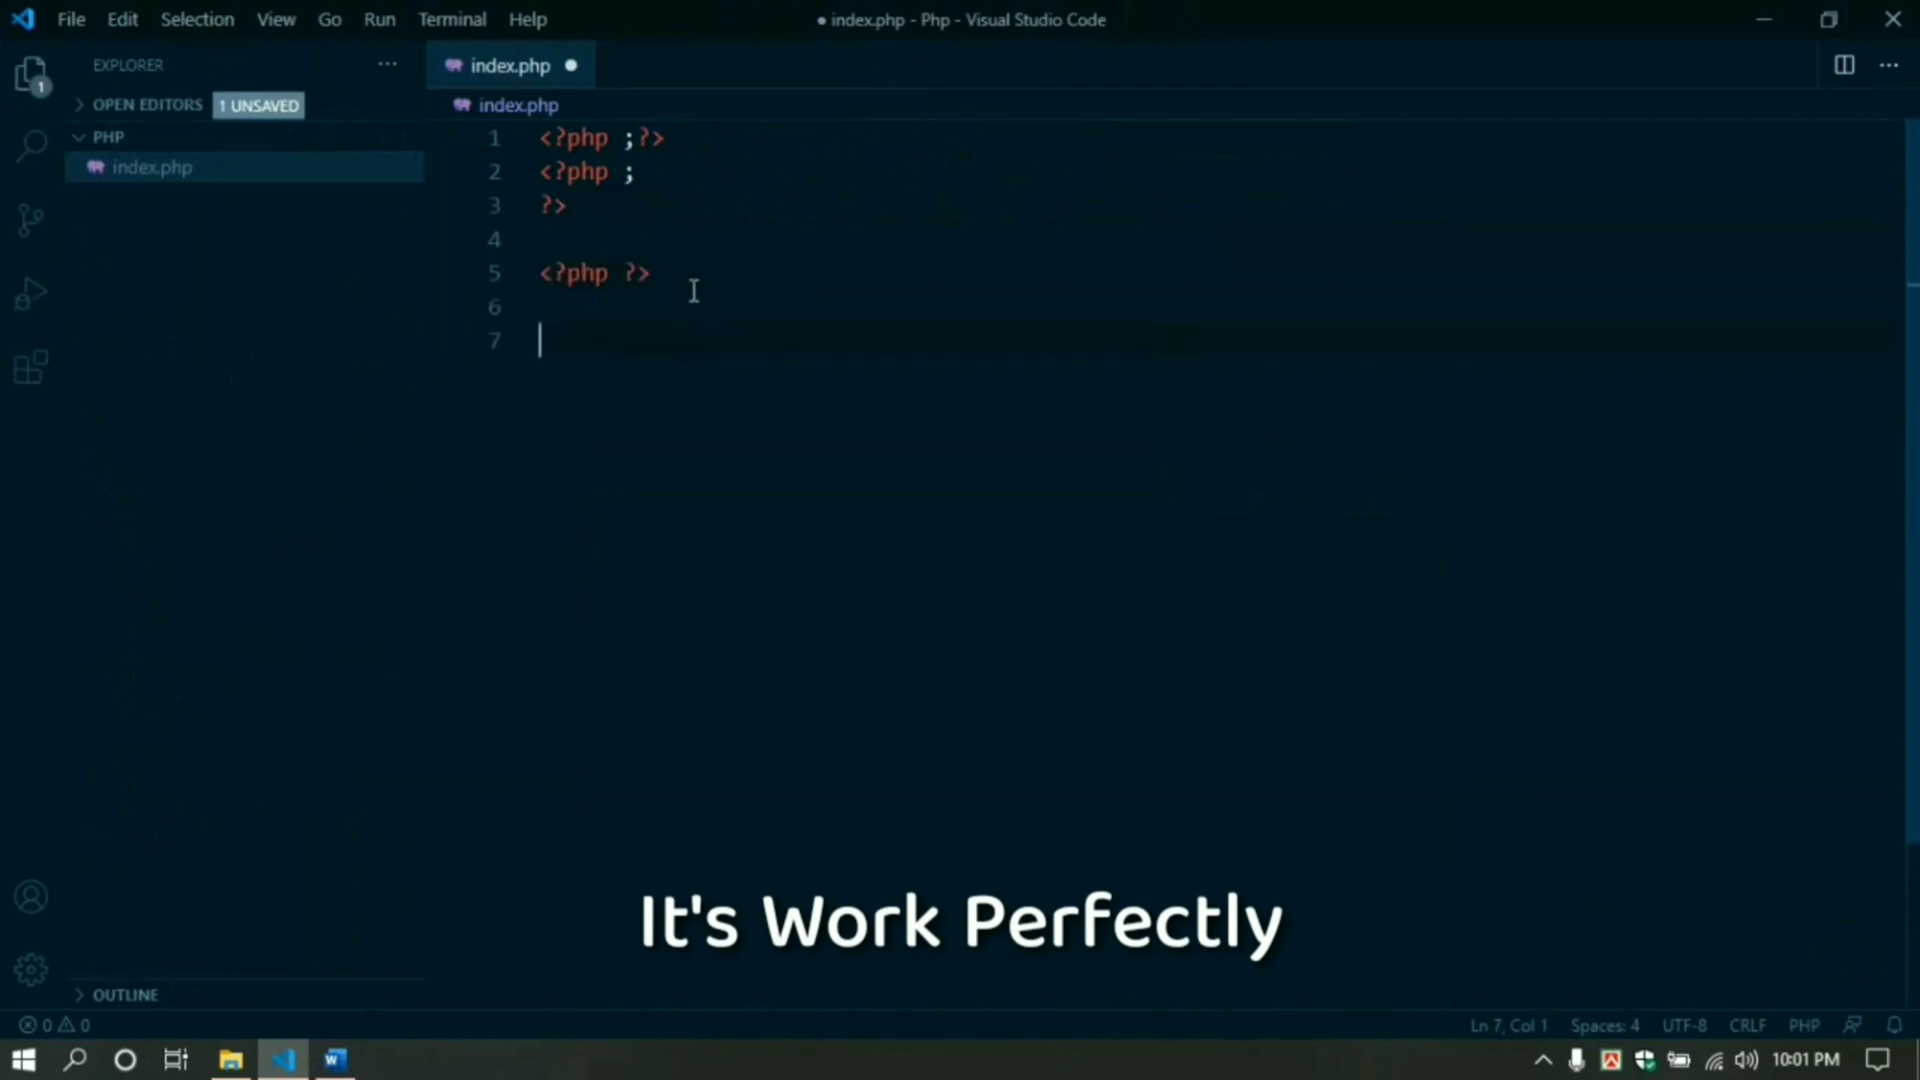 File Edit Selection View Go Run Terminal Help
● index.php - Php - Visual Studio Code
EXPLORER
index.php
1
OPEN EDITORS 1 UNSAVED
index.php
PHP
index.php
1 <?php ;?>
2 <?php ;
3 ?>
4
5 <?php ?>
6
7
It's Work Perfectly
OUTLINE
0 0
Ln 7, Col 1 Spaces: 4 UTF-8 CRLF PHP
W
10:01 PM